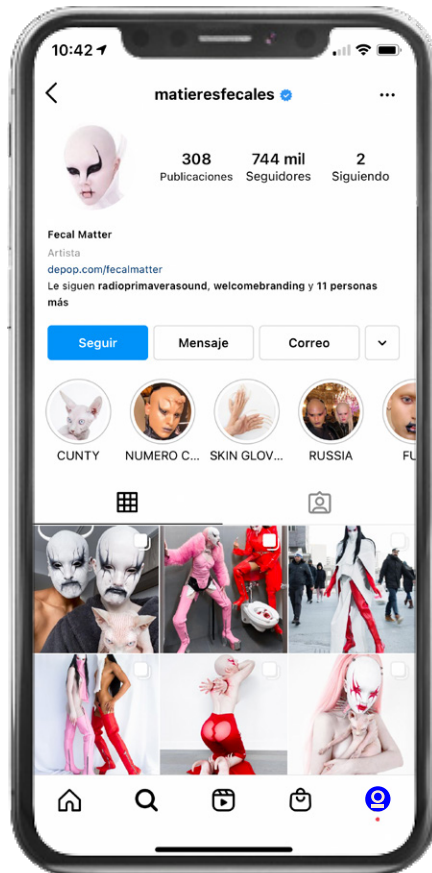 10:42
matieresfecales
308
Publicaciones
744 mil
Seguidores
2
Siguiendo
Fecal Matter
Artista
depop.com/fecalmatter
Le siguen radioprimaverasound, welcomebranding y 11 personas
más
Seguir
Mensaje
Correo
CUNTY
NUMERO C...
SKIN GLOV...
RUSSIA
FU